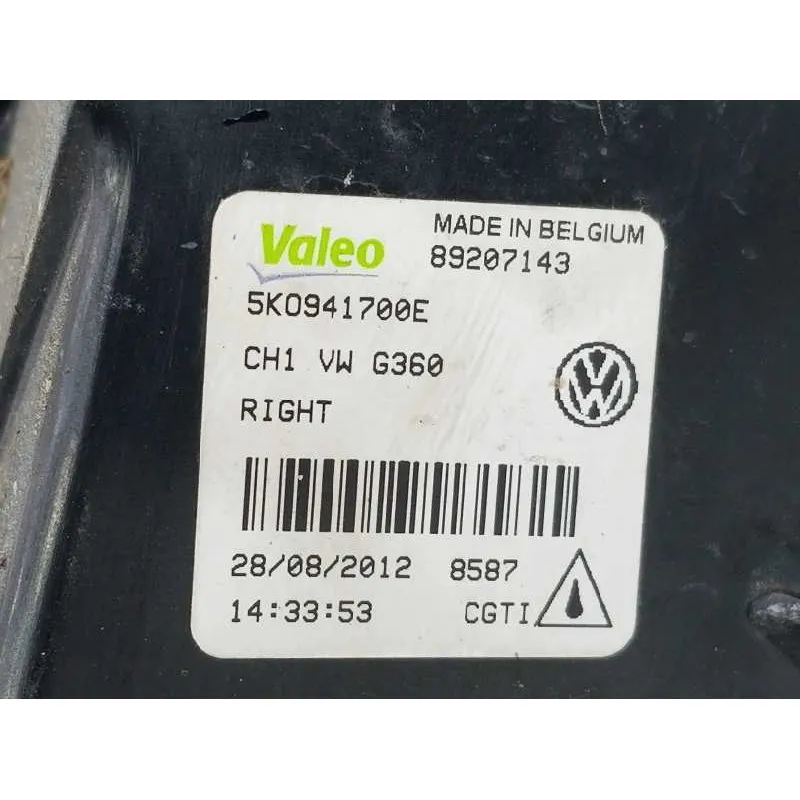 Valeo
MADE IN BELGIUM
89207143
5K0941700E
CH1 VW G360
RIGHT
28/08/2012 8587
14:33:53 CGTI